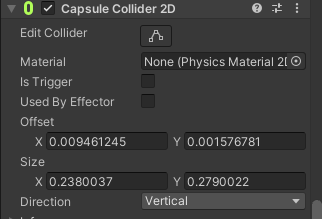 Capsule Collider 2D
Edit Collider
Material None (Physics Material 2D
Is Trigger
Used By Effector
Offset
X 0.009461245 Y 0.001576781
Size
X 0.2380037 Y 0.2790022
Direction Vertical